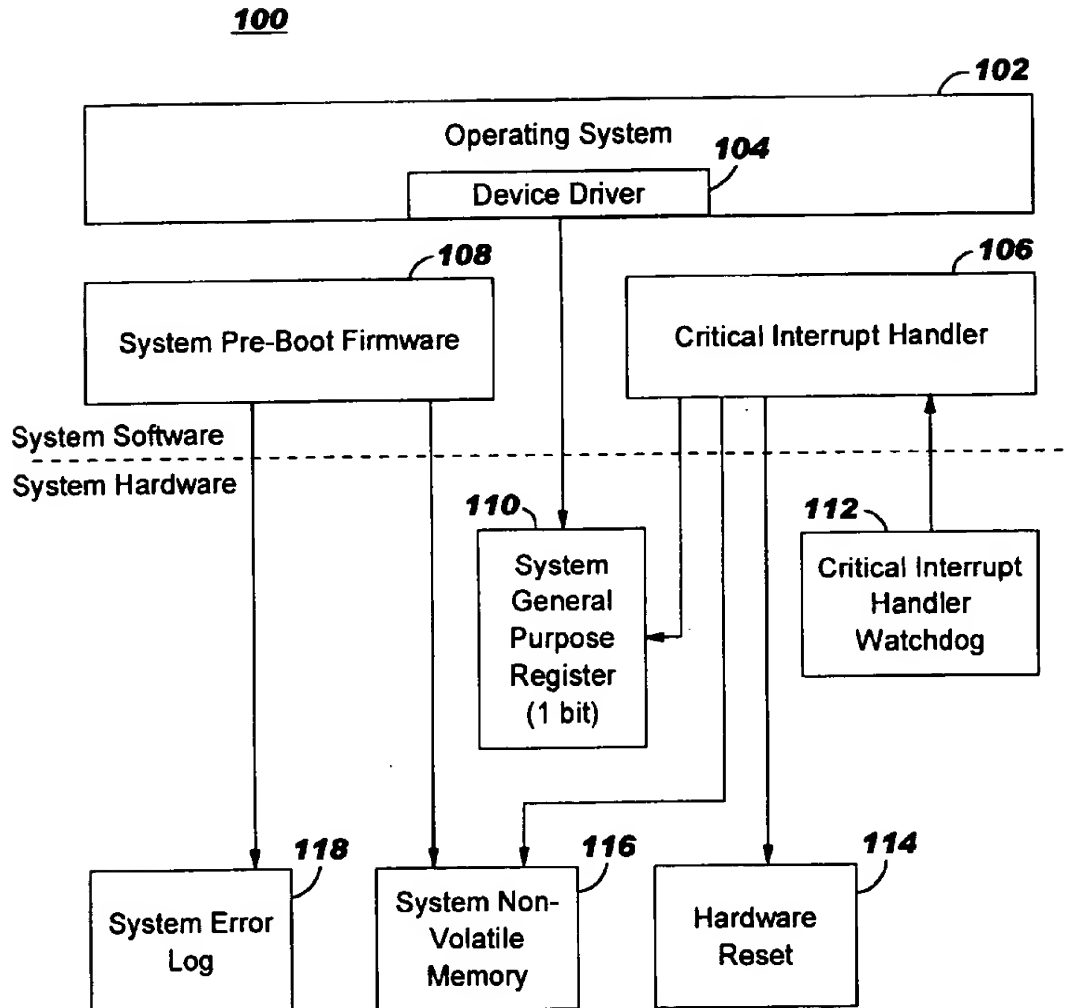 100
102
Operating System
104
Device Driver
108
106
System Pre-Boot Firmware
Critical Interrupt Handler
System Software
System Hardware
110
112
System
General
Purpose
Register
(1 bit)
Critical Interrupt
Handler
Watchdog
118
116
114
System Error
Log
System Non-
Volatile
Memory
Hardware
Reset